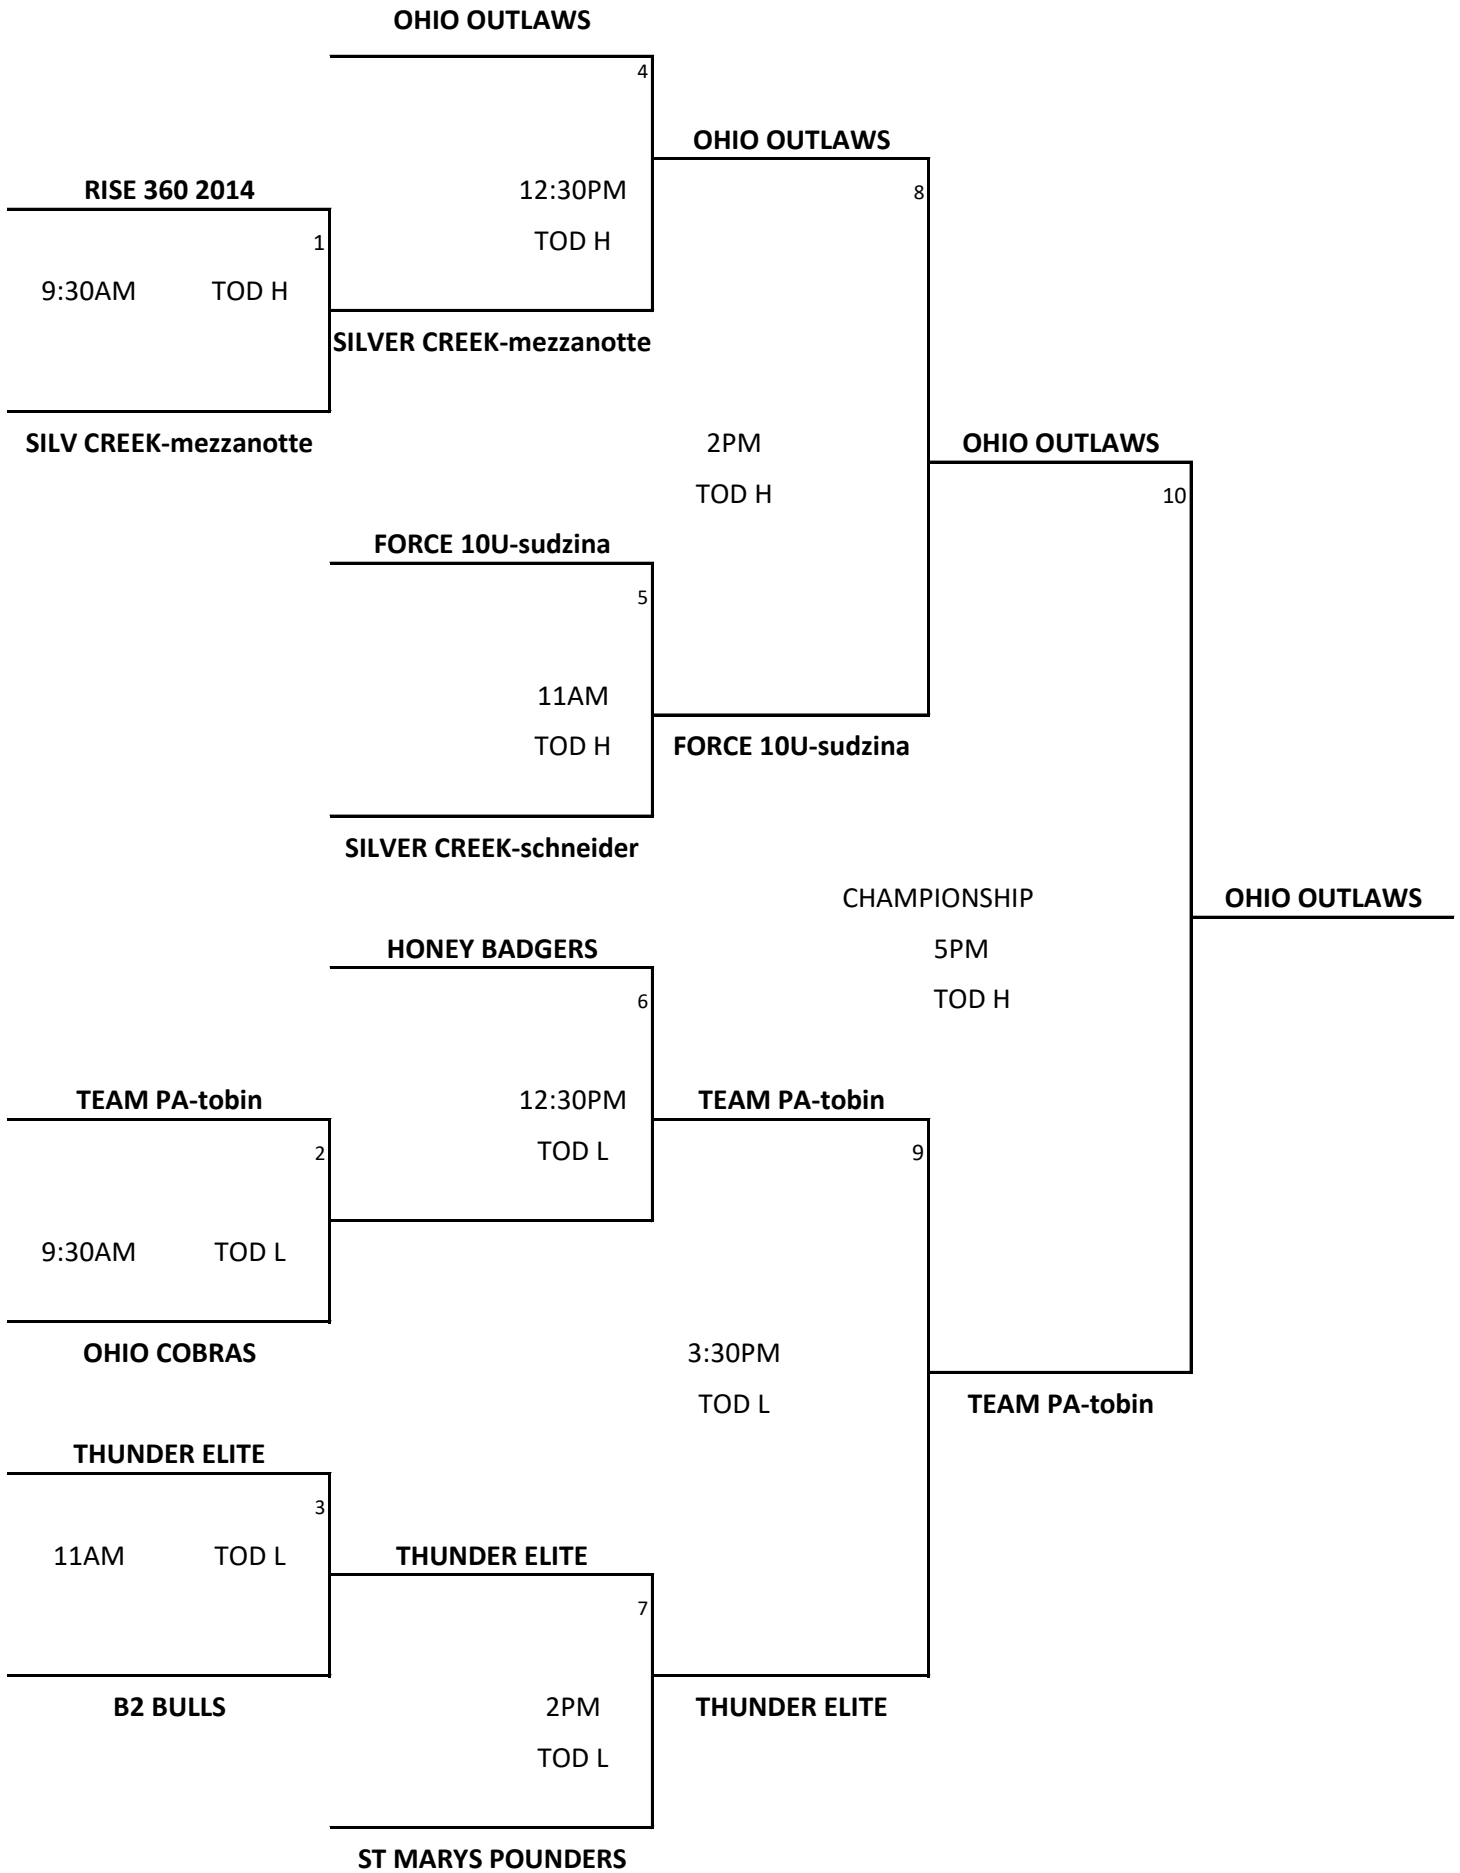 OHIO OUTLAWS
4
OHIO OUTLAWS
RISE 360 2014
12:30PM
8
1
TOD H
9:30AM TOD H
SILVER CREEK-mezzanotte
SILV CREEK-mezzanotte
2PM
OHIO OUTLAWS
TOD H
10
FORCE 10U-sudzina
5
11AM
TOD H
FORCE 10U-sudzina
SILVER CREEK-schneider
CHAMPIONSHIP
OHIO OUTLAWS
HONEY BADGERS
5PM
6
TOD H
TEAM PA-tobin
12:30PM
TEAM PA-tobin
2
TOD L
9
9:30AM TOD L
OHIO COBRAS
3:30PM
TOD L
TEAM PA-tobin
THUNDER ELITE
3
11AM TOD L
THUNDER ELITE
7
B2 BULLS
2PM
THUNDER ELITE
TOD L
ST MARYS POUNDERS